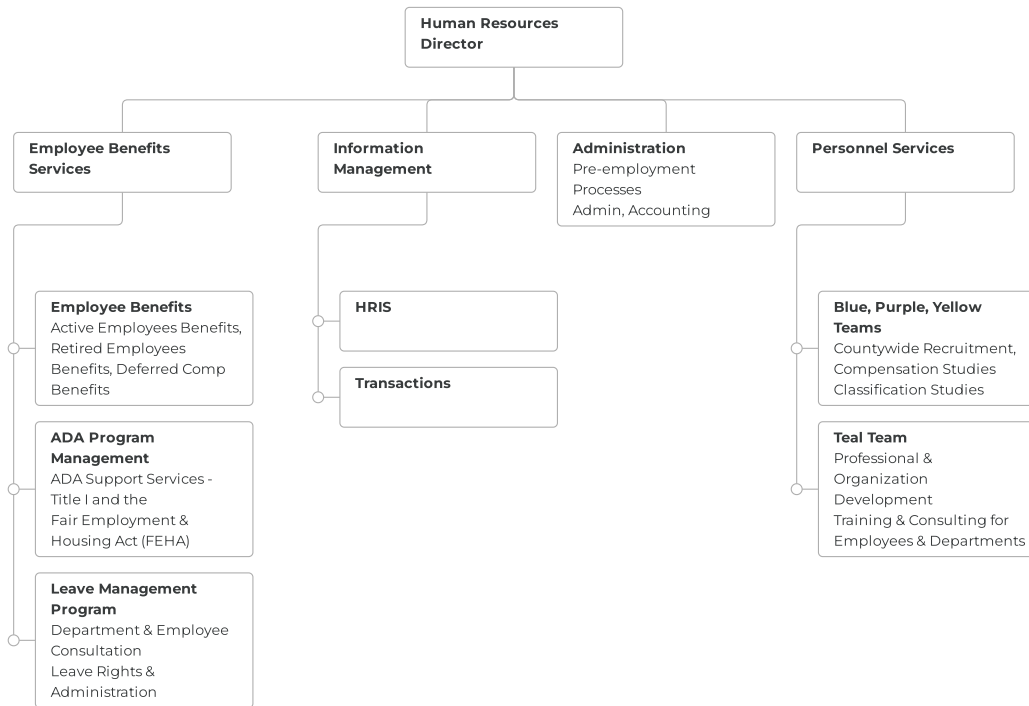 Human Resources
Director
Employee Benefits
Services
Information
Management
Administration
Pre-employment
Processes
Admin, Accounting
Personnel Services
Employee Benefits
Active Employees Benefits,
Retired Employees
Benefits, Deferred Comp
Benefits
ADA Program
Management
ADA Support Services -
Title I and the
Fair Employment &
Housing Act (FEHA)
Leave Management
Program
Department & Employee
Consultation
Leave Rights &
Administration
HRIS
Transactions
Blue, Purple, Yellow
Teams
Countywide Recruitment,
Compensation Studies
Classification Studies
Teal Team
Professional &
Organization
Development
Training & Consulting for
Employees & Departments